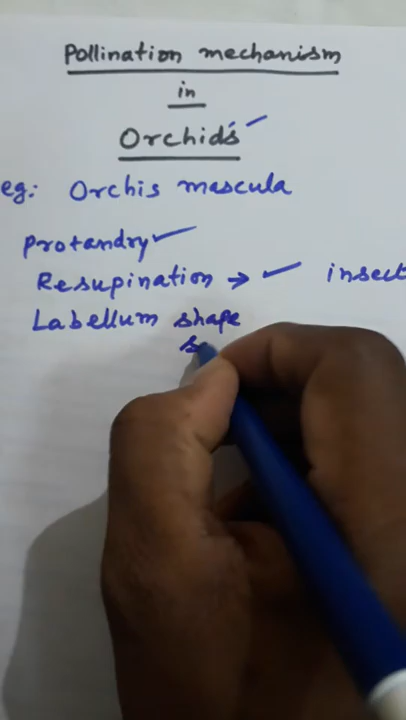 Pollination mechanism
in
Orchids
eg: Orchis mascula
Protandry
Resupination → insect
Labellum shape
s